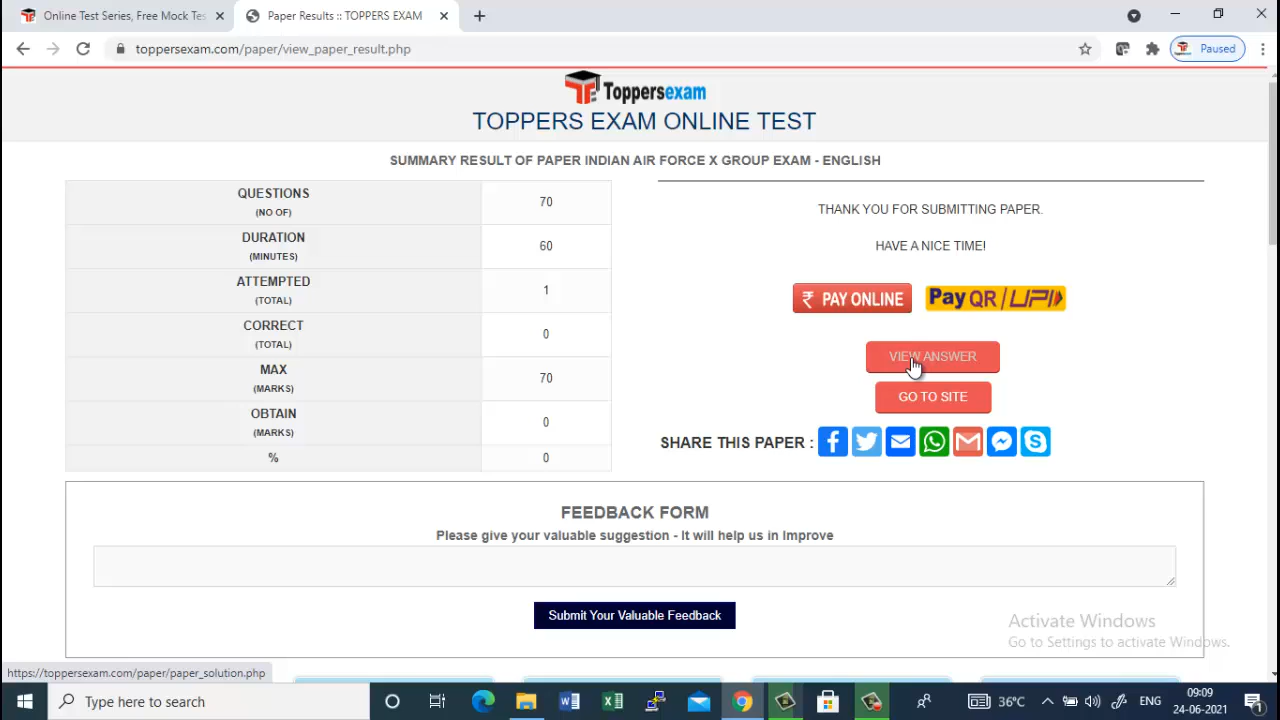 Online Test Series, Free Mock Tes
Paper Results :: TOPPERS EXAM
toppersexam.com/paper/view_paper_result.php
Paused
Toppersexam
TOPPERS EXAM ONLINE TEST
SUMMARY RESULT OF PAPER INDIAN AIR FORCE X GROUP EXAM - ENGLISH
QUESTIONS
(NO OF)
70
DURATION
(MINUTES)
60
ATTEMPTED
(TOTAL)
1
CORRECT
(TOTAL)
0
MAX
(MARKS)
70
OBTAIN
(MARKS)
0
%
0
THANK YOU FOR SUBMITTING PAPER.
HAVE A NICE TIME!
₹ PAY ONLINE
Pay QR / UPI
VIEW ANSWER
GO TO SITE
SHARE THIS PAPER :
FEEDBACK FORM
Please give your valuable suggestion - It will help us in Improve
Submit Your Valuable Feedback
Activate Windows
Go to Settings to activate Windows.
https://toppersexam.com/paper/paper_solution.php
Type here to search
36°C
ENG
09:09
24-06-2021
1